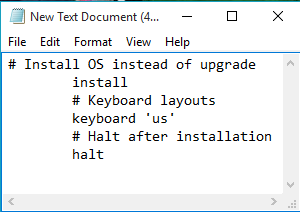 New Text Document (4...
File Edit Format View Help
# Install OS instead of upgrade
install
# Keyboard layouts
keyboard 'us'
# Halt after installation
halt